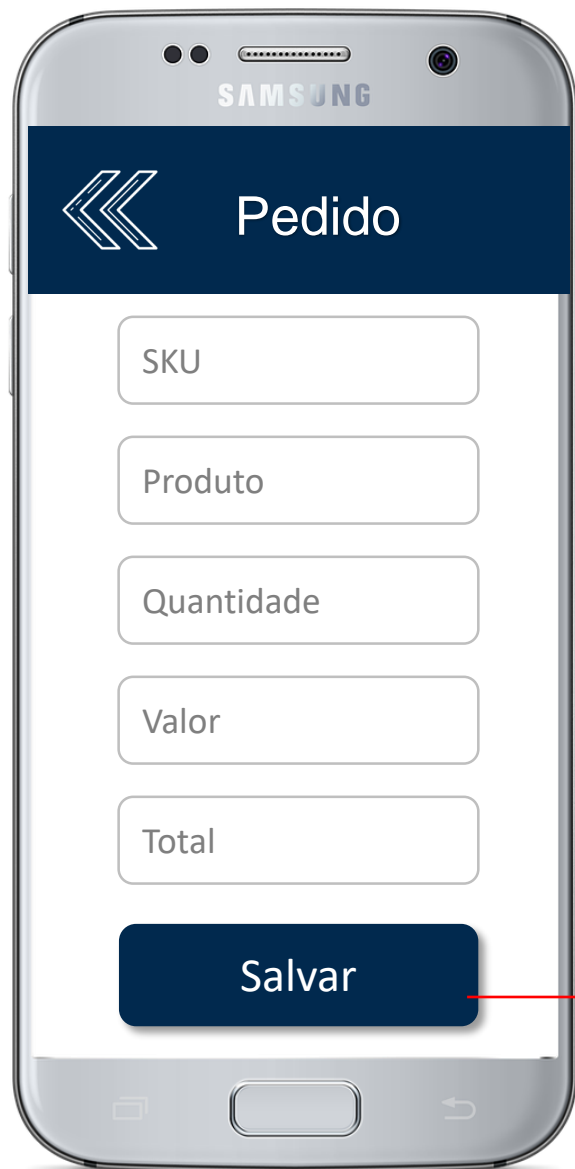 SAMSUNG
Pedido
SKU
Produto
Quantidade
Valor
Total
Salvar